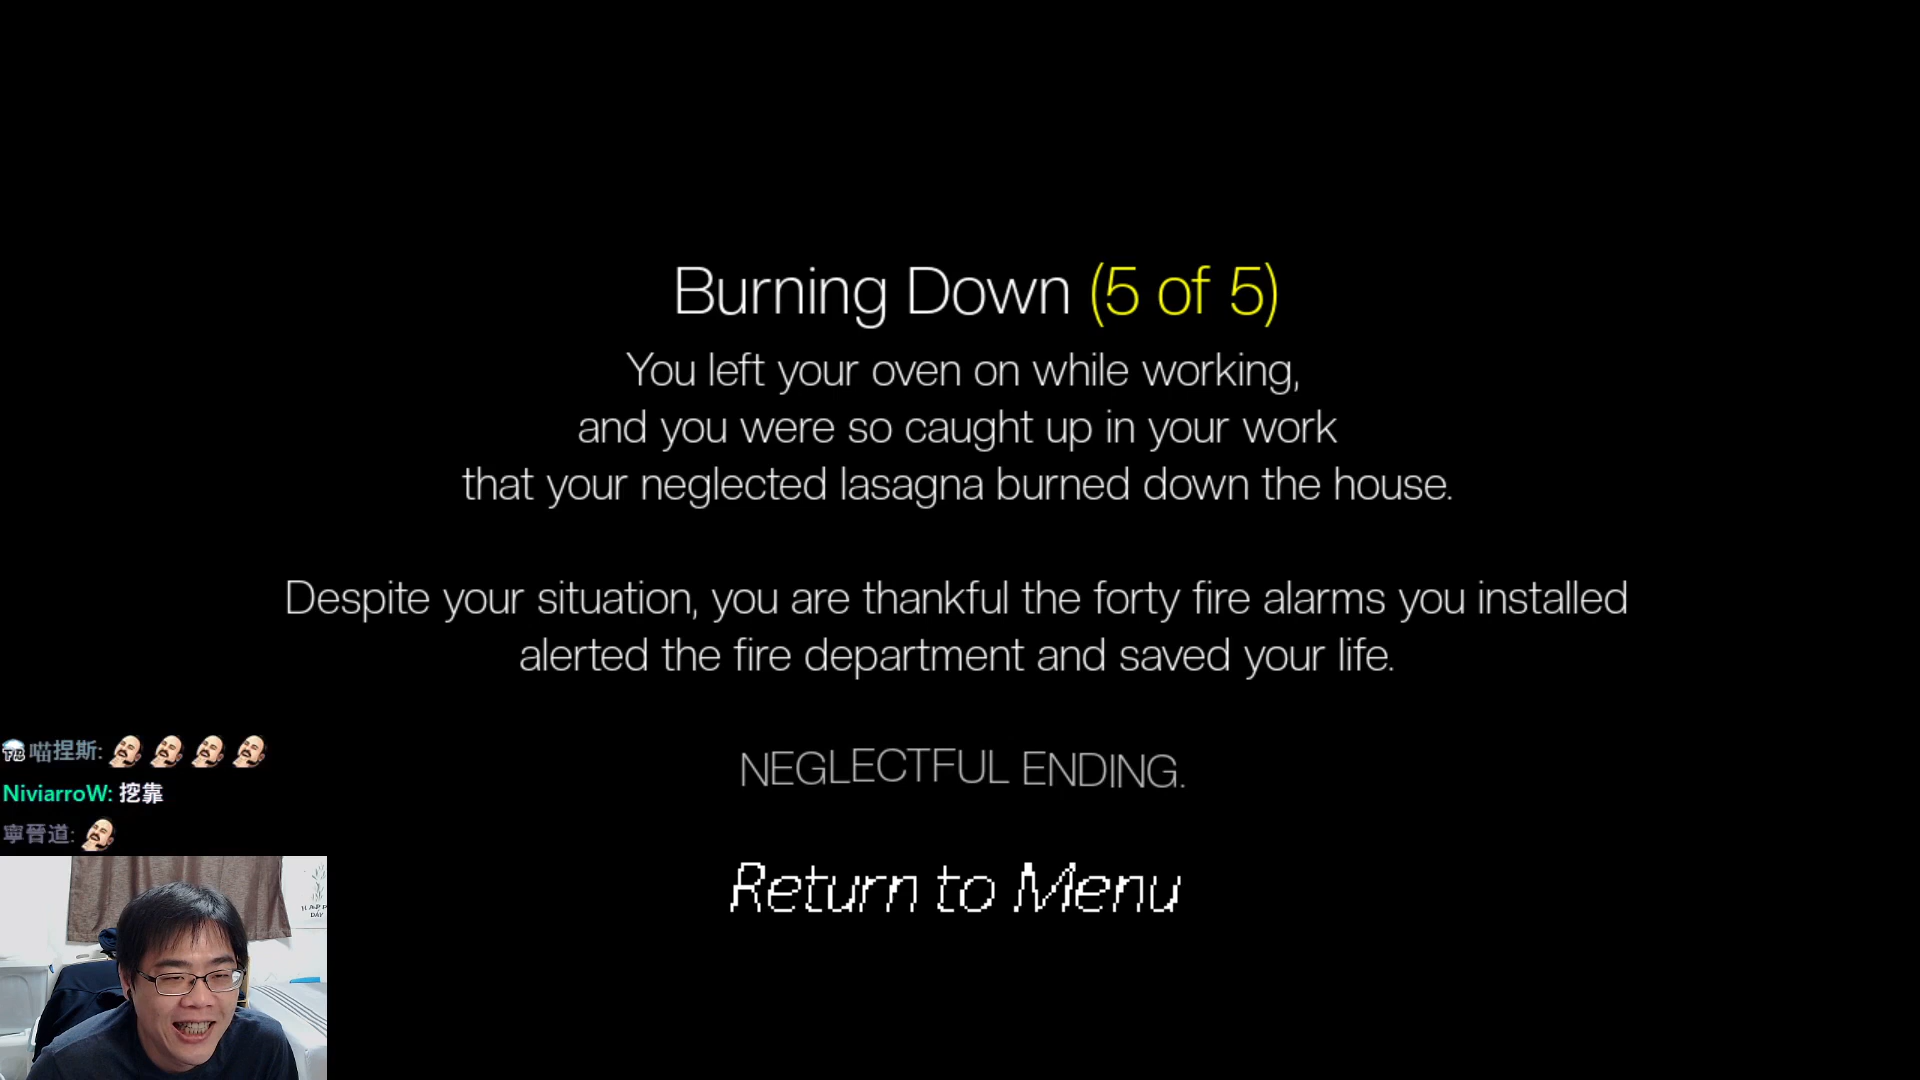 Burning Down (5 of 5)
You left your oven on while working,
and you were so caught up in your work
that your neglected lasagna burned down the house.
Despite your situation, you are thankful the forty fire alarms you installed
alerted the fire department and saved your life.
NEGLECTFUL ENDING.
Return to Menu
喵捏斯:
NiviarroW: 挖靠
寧晉道: